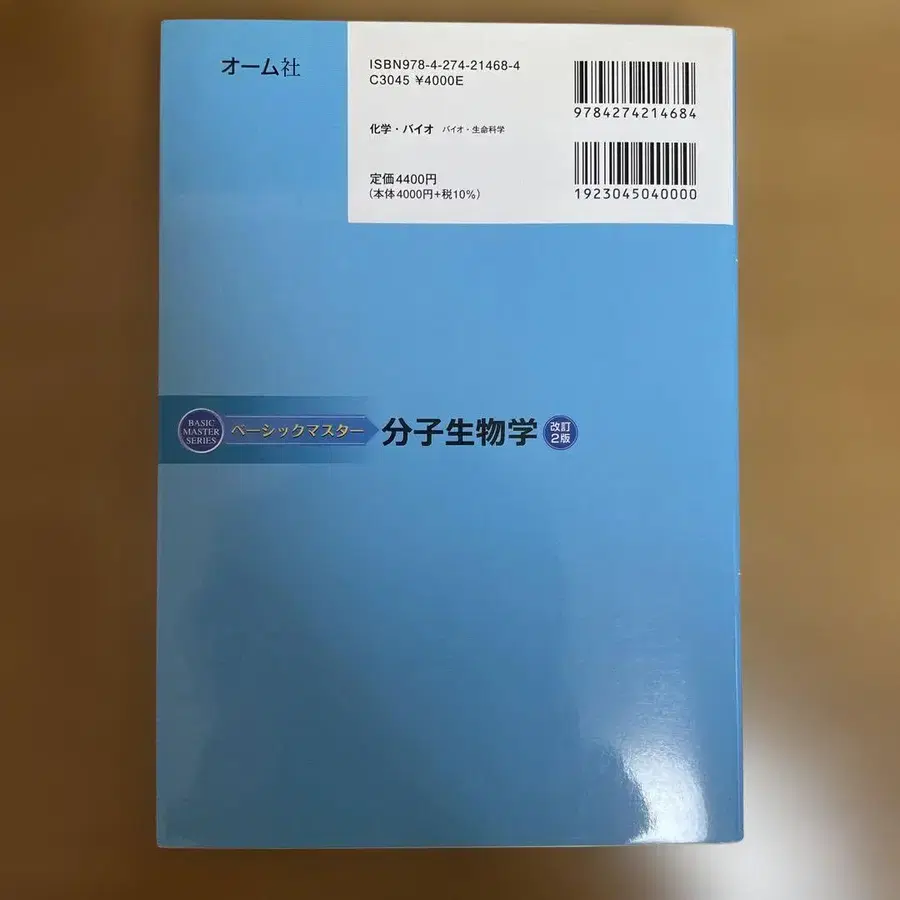 オーム社
ISBN978-4-274-21468-4
C3045 ¥4000E
9784274214684
化学・バイオ バイオ・生命科学
定価4400円
(本体4000円+税10%)
1923045040000
BASIC
MASTER
SERIES
ベーシックマスター
分子生物学
改訂
2版